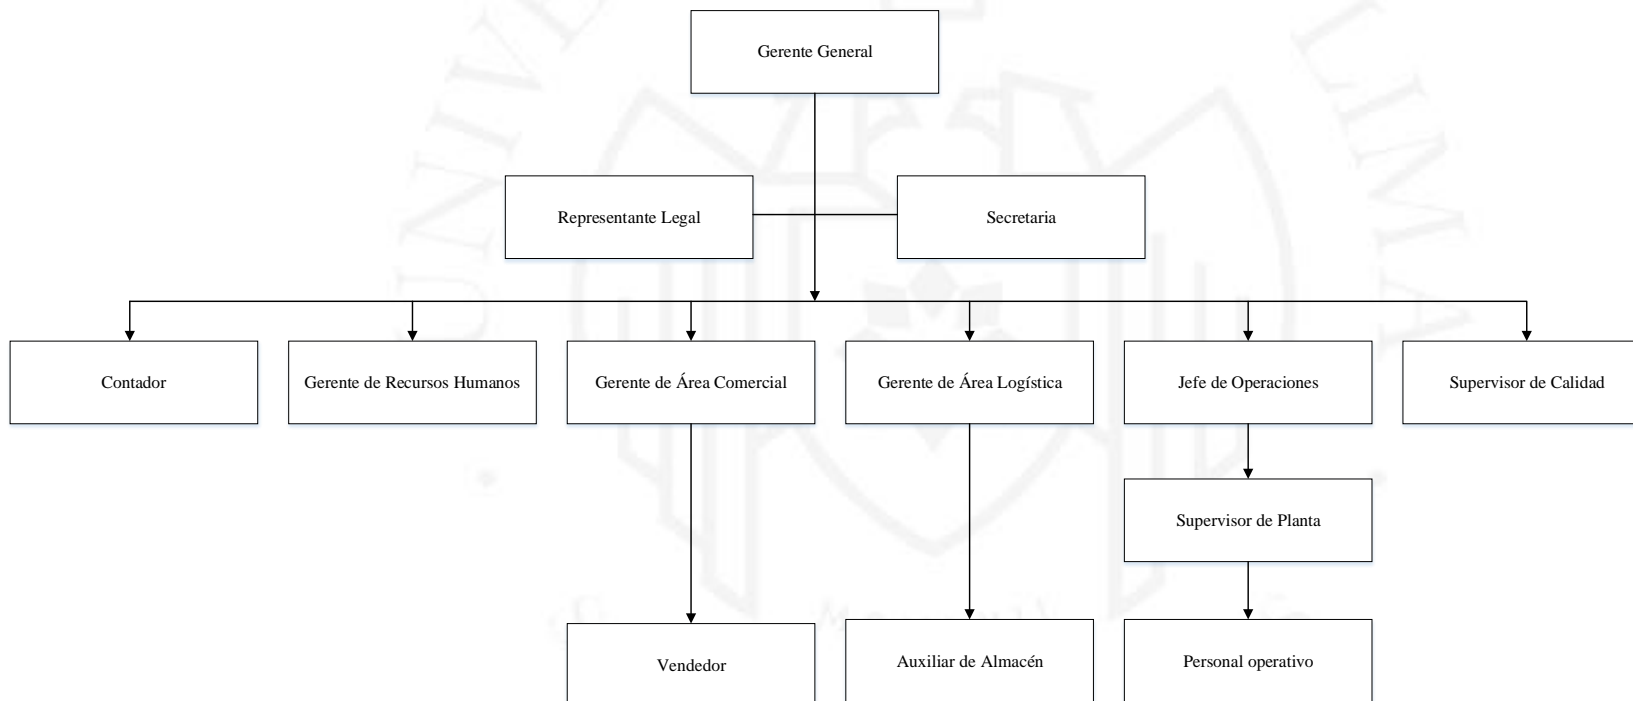 Gerente General
Representante Legal
Secretaria
Contador
Gerente de Recursos Humanos
Gerente de Área Comercial
Gerente de Área Logística
Jefe de Operaciones
Supervisor de Calidad
Supervisor de Planta
Vendedor
Auxiliar de Almacén
Personal operativo